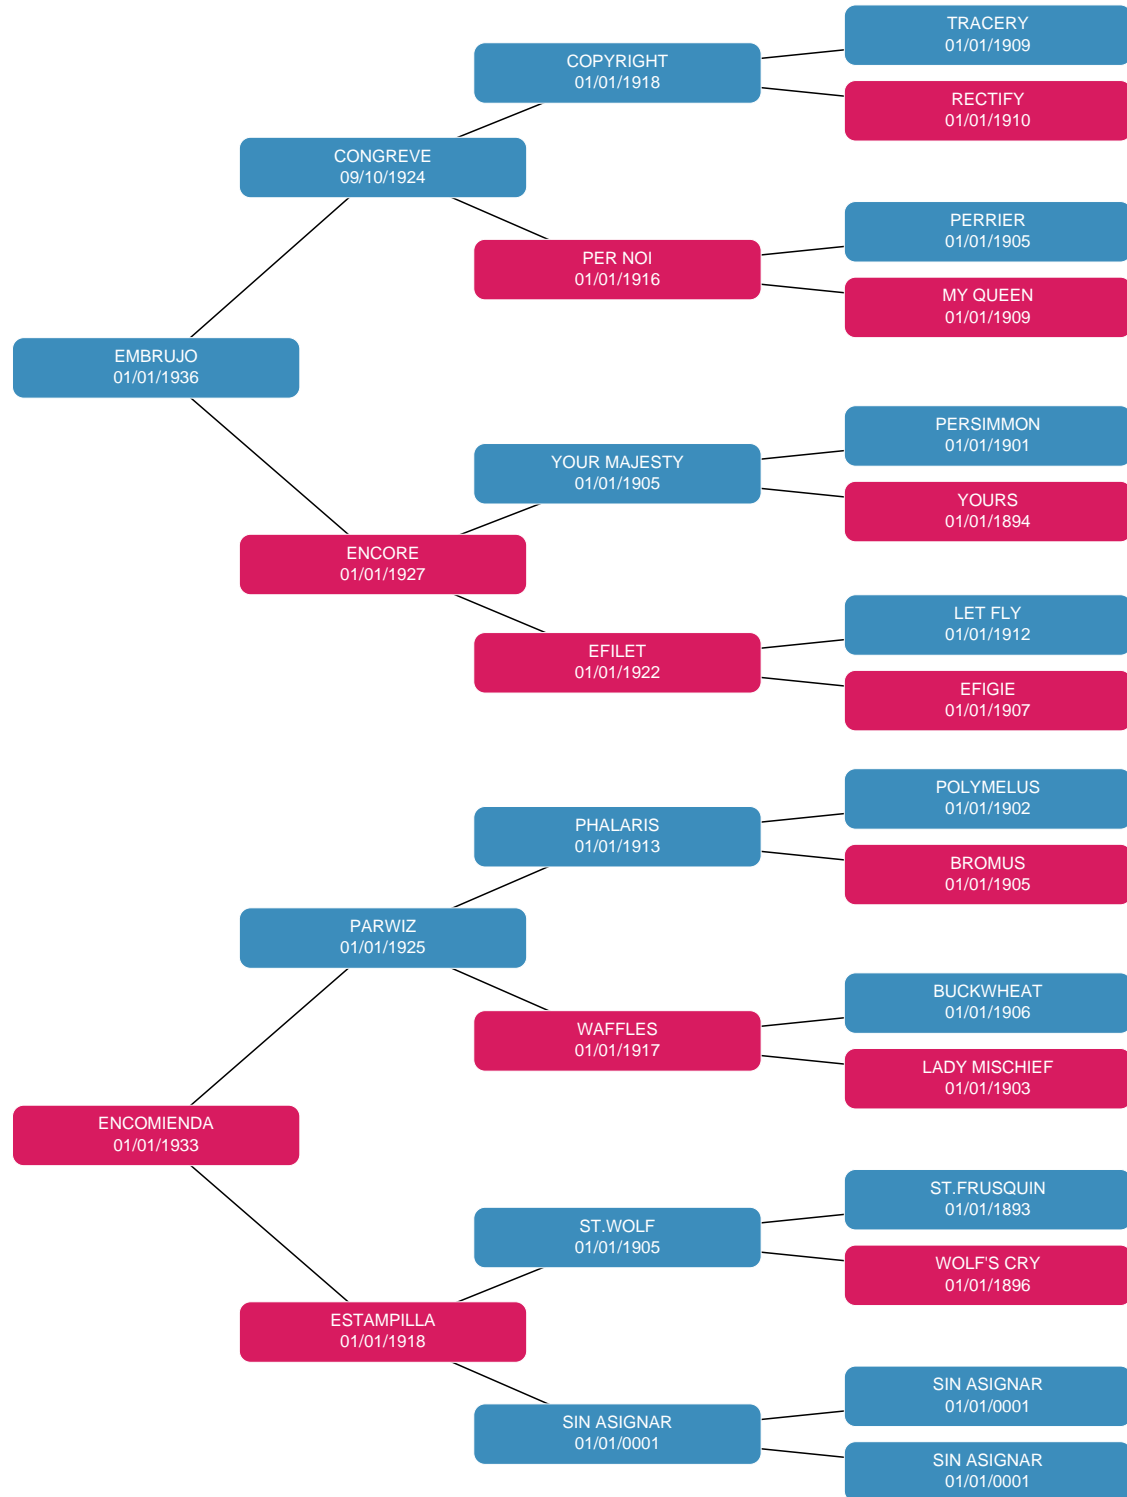 TRACERY
01/01/1909
COPYRIGHT
01/01/1918
RECTIFY
01/01/1910
CONGREVE
09/10/1924
PERRIER
01/01/1905
PER NOI
01/01/1916
MY QUEEN
01/01/1909
EMBRUJO
01/01/1936
PERSIMMON
01/01/1901
YOUR MAJESTY
01/01/1905
YOURS
01/01/1894
ENCORE
01/01/1927
LET FLY
01/01/1912
EFILET
01/01/1922
EFIGIE
01/01/1907
POLYMELUS
01/01/1902
PHALARIS
01/01/1913
BROMUS
01/01/1905
PARWIZ
01/01/1925
BUCKWHEAT
01/01/1906
WAFFLES
01/01/1917
LADY MISCHIEF
01/01/1903
ENCOMIENDA
01/01/1933
ST.FRUSQUIN
01/01/1893
ST.WOLF
01/01/1905
WOLF'S CRY
01/01/1896
ESTAMPILLA
01/01/1918
SIN ASIGNAR
01/01/0001
SIN ASIGNAR
01/01/0001
SIN ASIGNAR
01/01/0001